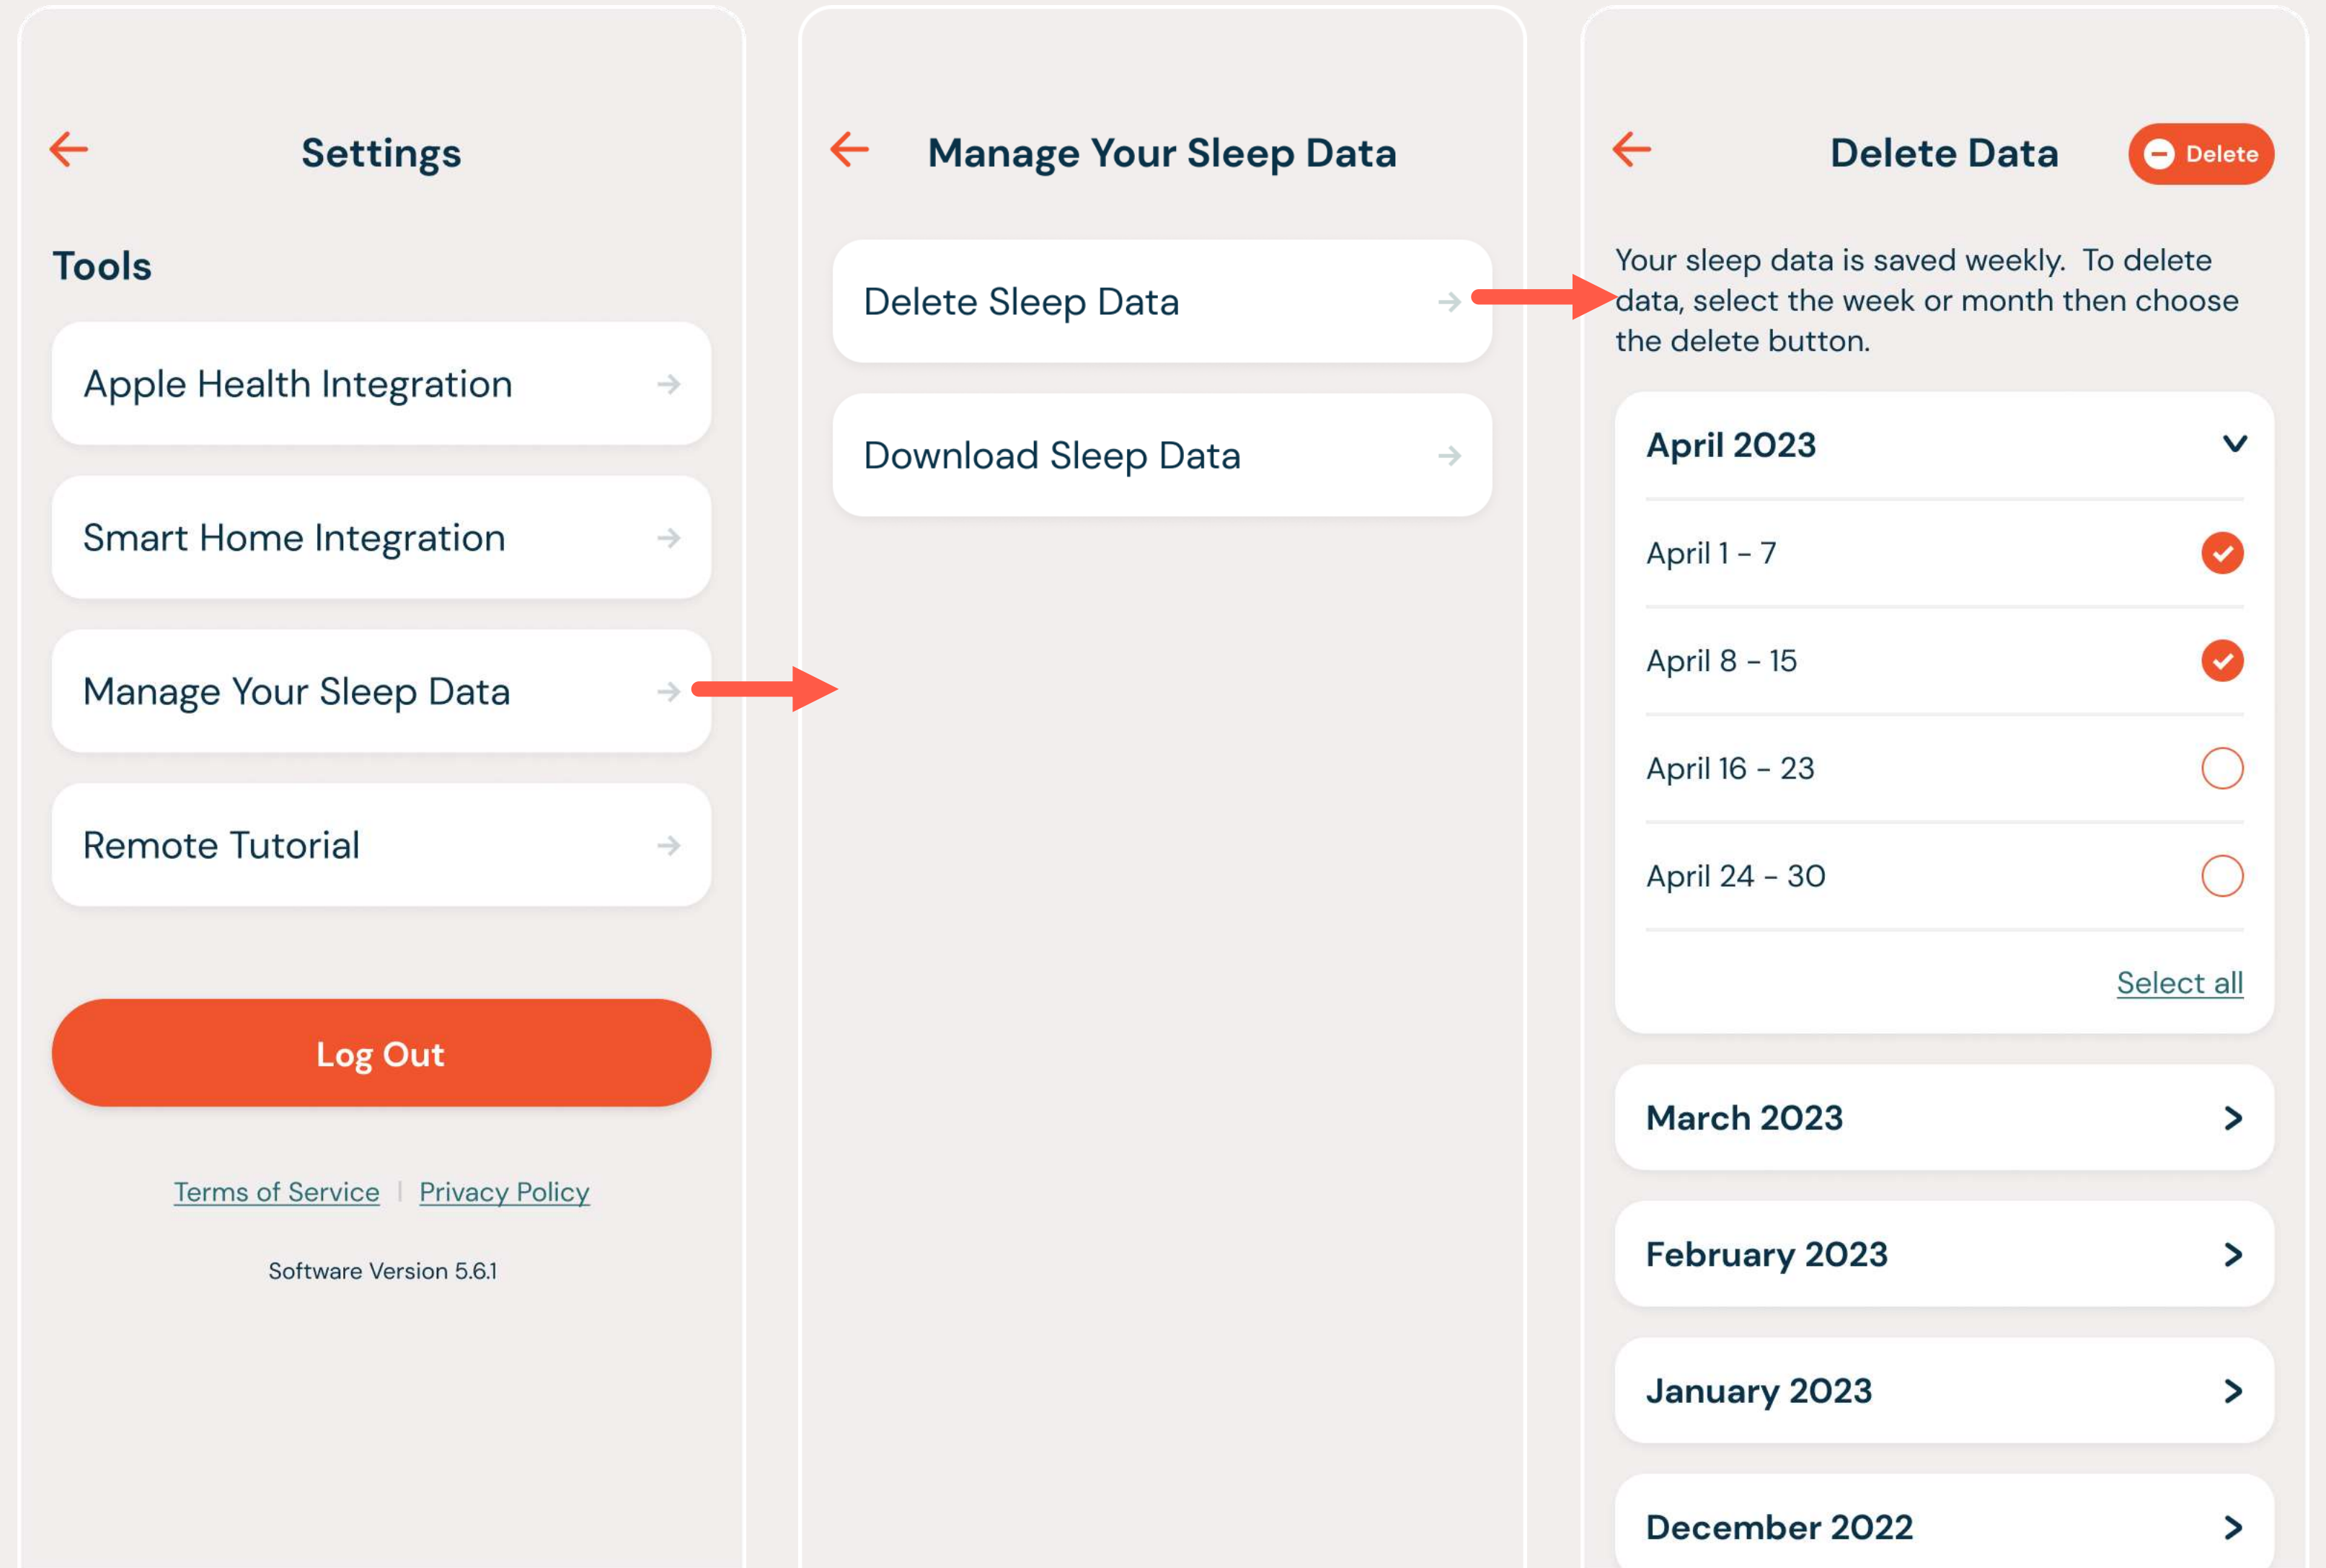 Settings
Tools
Apple Health Integration
Smart Home Integration
Manage Your Sleep Data
Remote Tutorial
Log Out
Terms of Service | Privacy Policy
Software Version 5.6.1
Manage Your Sleep Data
Delete Sleep Data
Download Sleep Data
Delete Data
Delete
Your sleep data is saved weekly. To delete
data, select the week or month then choose
the delete button.
April 2023
April 1 - 7
April 8 - 15
April 16 - 23
April 24 - 30
Select all
March 2023
February 2023
January 2023
December 2022